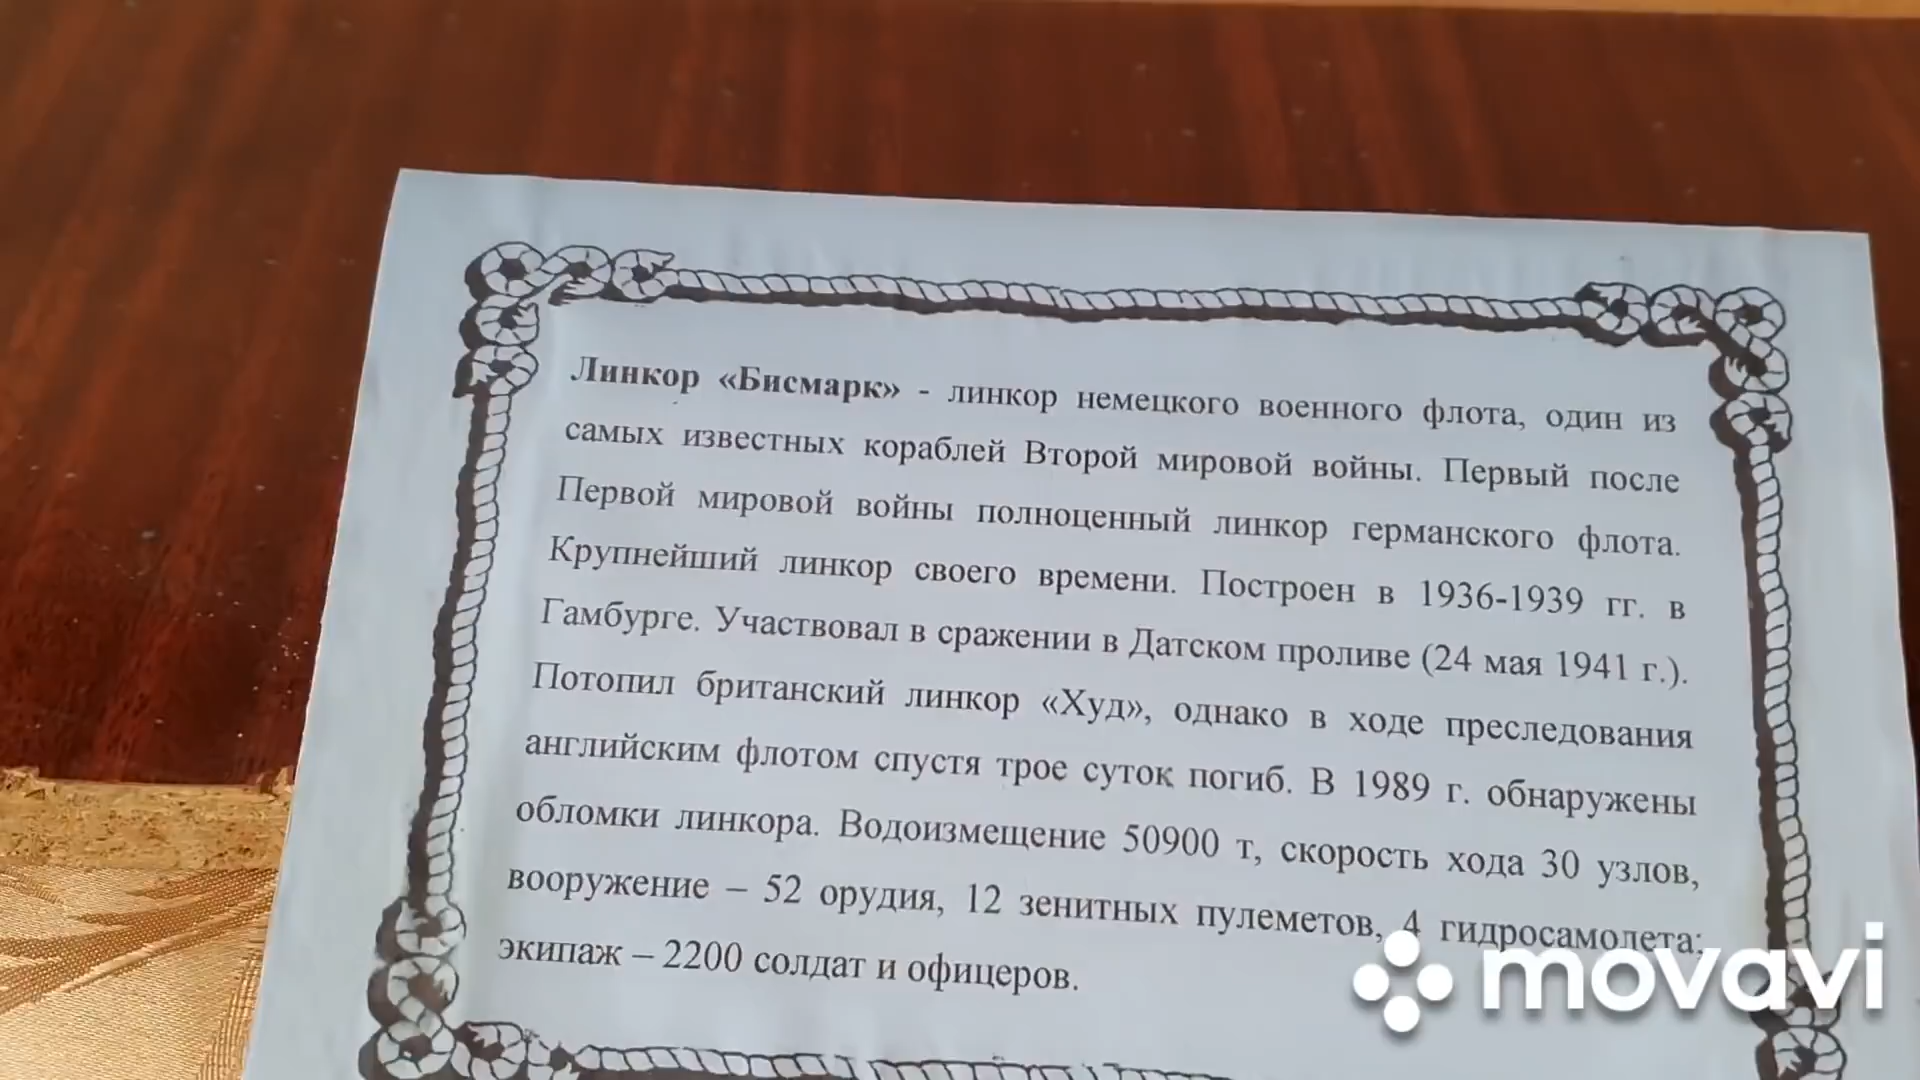 Линкор «Бисмарк» - линкор немецкого военного флота, один из
самых известных кораблей Второй мировой войны. Первый после
Первой мировой войны полноценный линкор германского флота.
Крупнейший линкор своего времени. Построен в 1936-1939 гг. в
Гамбурге. Участвовал в сражении в Датском проливе (24 мая 1941 г.).
Потопил британский линкор «Худ», однако в ходе преследования
английским флотом спустя трое суток погиб. В 1989 г. обнаружены
обломки линкора. Водоизмещение 50900 т, скорость хода 30 узлов,
вооружение – 52 орудия, 12 зенитных пулеметов, 4 гидросамолета;
экипаж – 2200 солдат и офицеров.
movavi